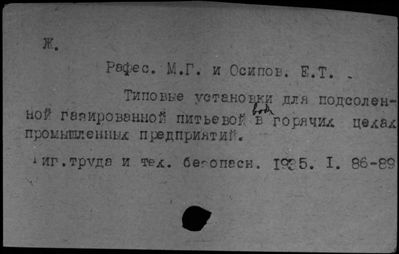 Ж.
Рафес. М.Г. и Осипов. Е.Т.
Типовые установки для подсолен-
ной газированной питьевой воды в горячих цехах
промышленных предприятий.
Гиг.труда и тех. безопасн. 1935. I. 86-89